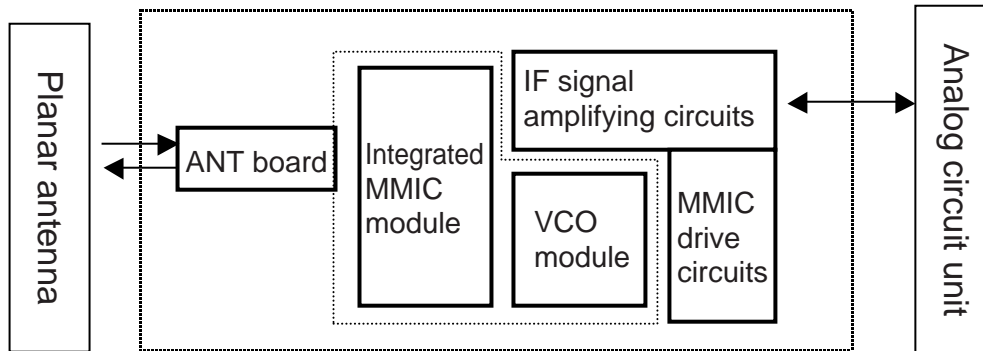 Planar antenna
ANT board
Integrated
MMIC
module
IF signal
amplifying circuits
VCO
module
MMIC
drive
circuits
Analog circuit unit